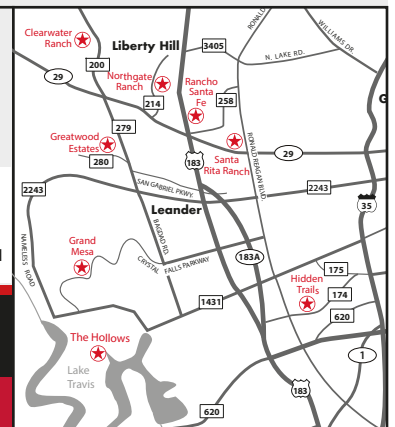 Clearwater
Ranch
Liberty Hill
RONALD
WILLIAMS DR.
3405
N. LAKE RD.
200
29
Northgate
Ranch
Rancho
Santa
Fe
214
258
G
279
Greatwood
Estates
280
183
Santa
Rita Ranch
RONALD REAGAN BLVD.
29
SAN GABRIEL PKWY.
2243
2243
35
Leander
NAMELESS ROAD
BAGDAD RD.
Grand
Mesa
CRYSTAL FALLS PARKWAY
183A
175
Hidden
Trails
174
1431
620
The Hollows
Lake
Travis
1
183
620